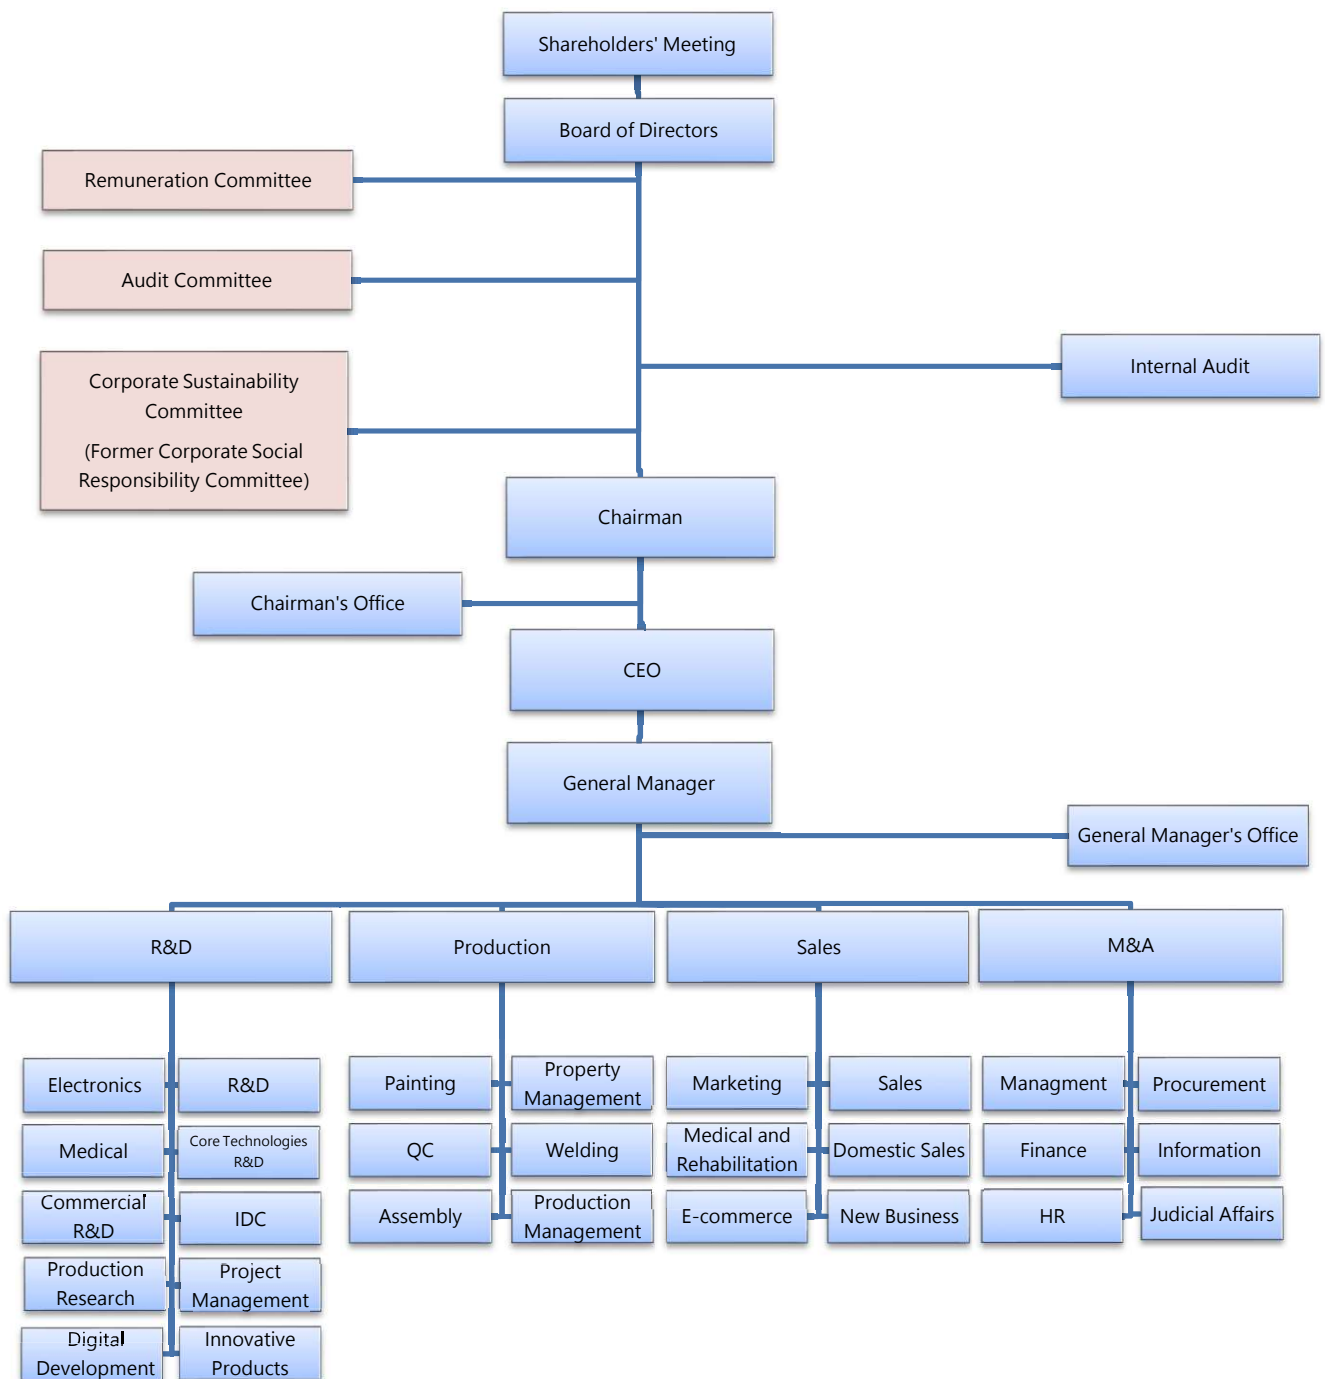 Shareholders' Meeting
Board of Directors
Remuneration Committee
Audit Committee
Internal Audit
Corporate Sustainability
Committee
(Former Corporate Social
Responsibility Committee)
Chairman
Chairman's Office
CEO
General Manager
General Manager's Office
R&D
Production
Sales
M&A
Electronics
R&D
Medical
Core Technologies
R&D
Commercial
R&D
IDC
Production
Research
Project
Management
Digital
Development
Innovative
Products
Painting
Property
Management
QC
Welding
Assembly
Production
Management
Marketing
Sales
Medical and
Rehabilitation
Domestic Sales
E-commerce
New Business
Managment
Procurement
Finance
Information
HR
Judicial Affairs